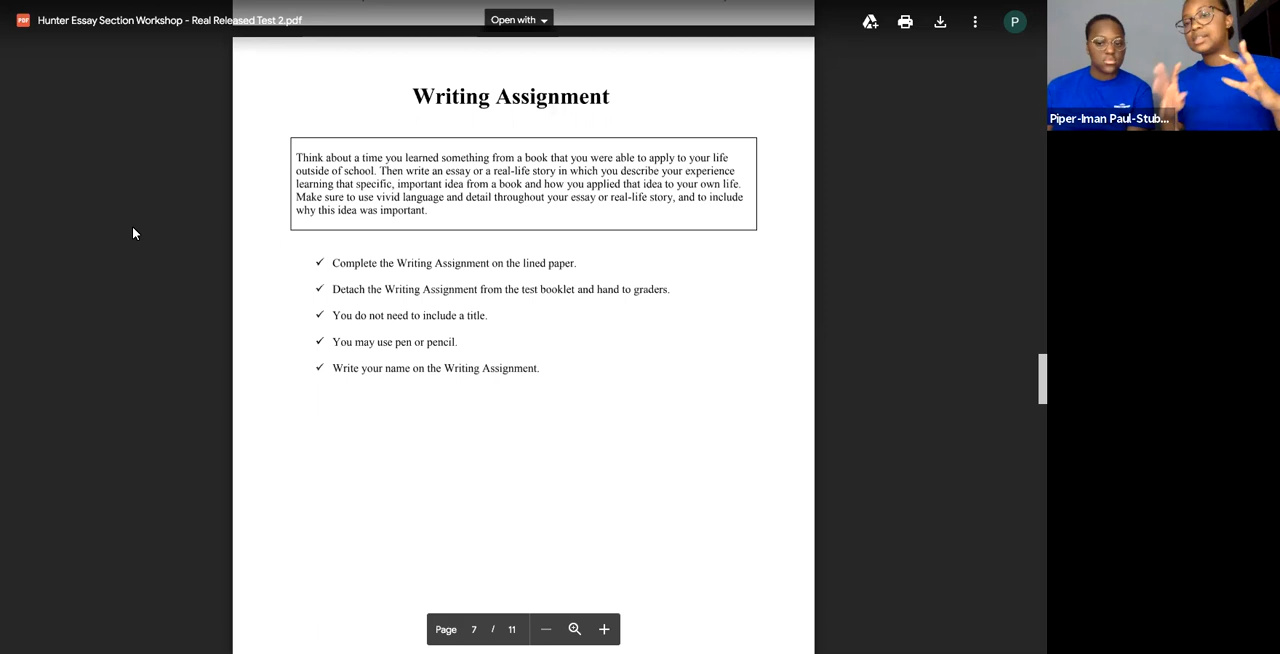 PDF Hunter Essay Section Workshop - Real Released Test 2.pdf
Open with
P
Piper-Iman Paul-Stub...
Writing Assignment
Think about a time you learned something from a book that you were able to apply to your life
outside of school. Then write an essay or a real-life story in which you describe your experience
learning that specific, important idea from a book and how you applied that idea to your own life.
Make sure to use vivid language and detail throughout your essay or real-life story, and to include
why this idea was important.
✓ Complete the Writing Assignment on the lined paper.
✓ Detach the Writing Assignment from the test booklet and hand to graders.
✓ You do not need to include a title.
✓ You may use pen or pencil.
✓ Write your name on the Writing Assignment.
Page 7 / 11